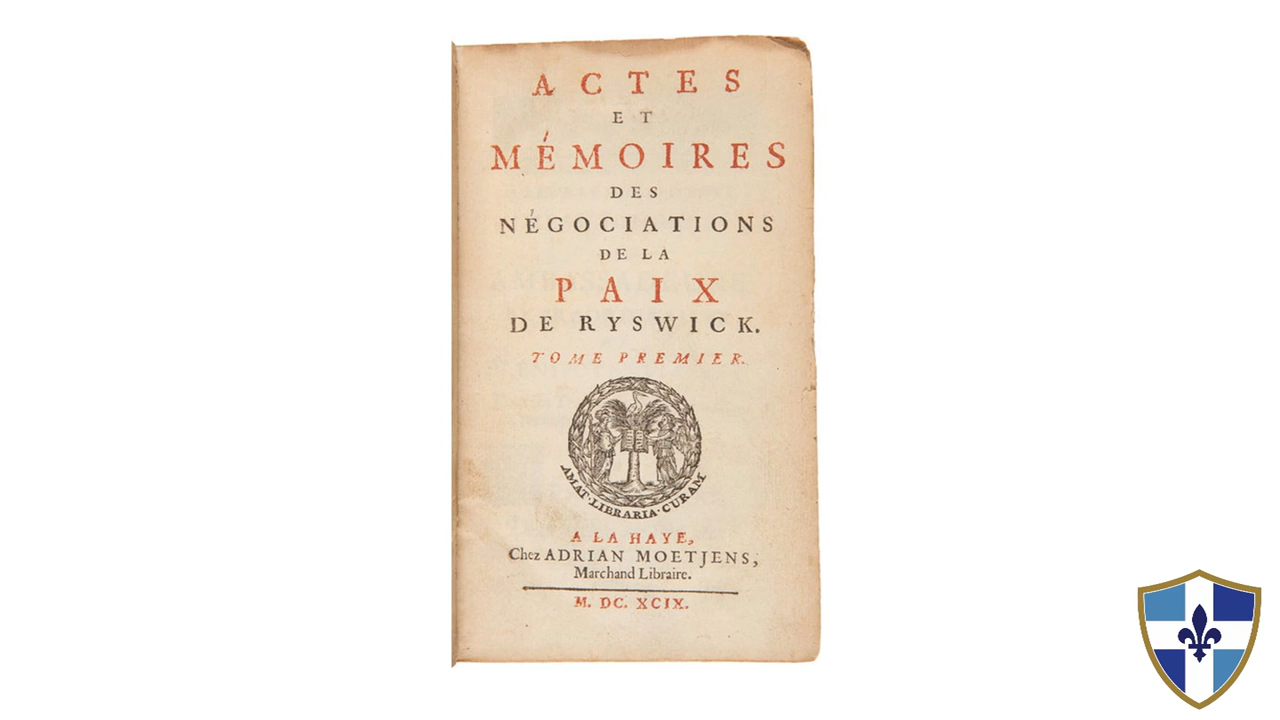 ACTES
ET
MÉMOIRES
DES
NÉGOCIATIONS
DE LA
PAIX
DE RYSWICK.
TOME PREMIER.
AMAT·LIBRARIA·CURAM
A LA HAYE,
Chez ADRIAN MOETJENS,
Marchand Libraire.
M. DC. XCIX.